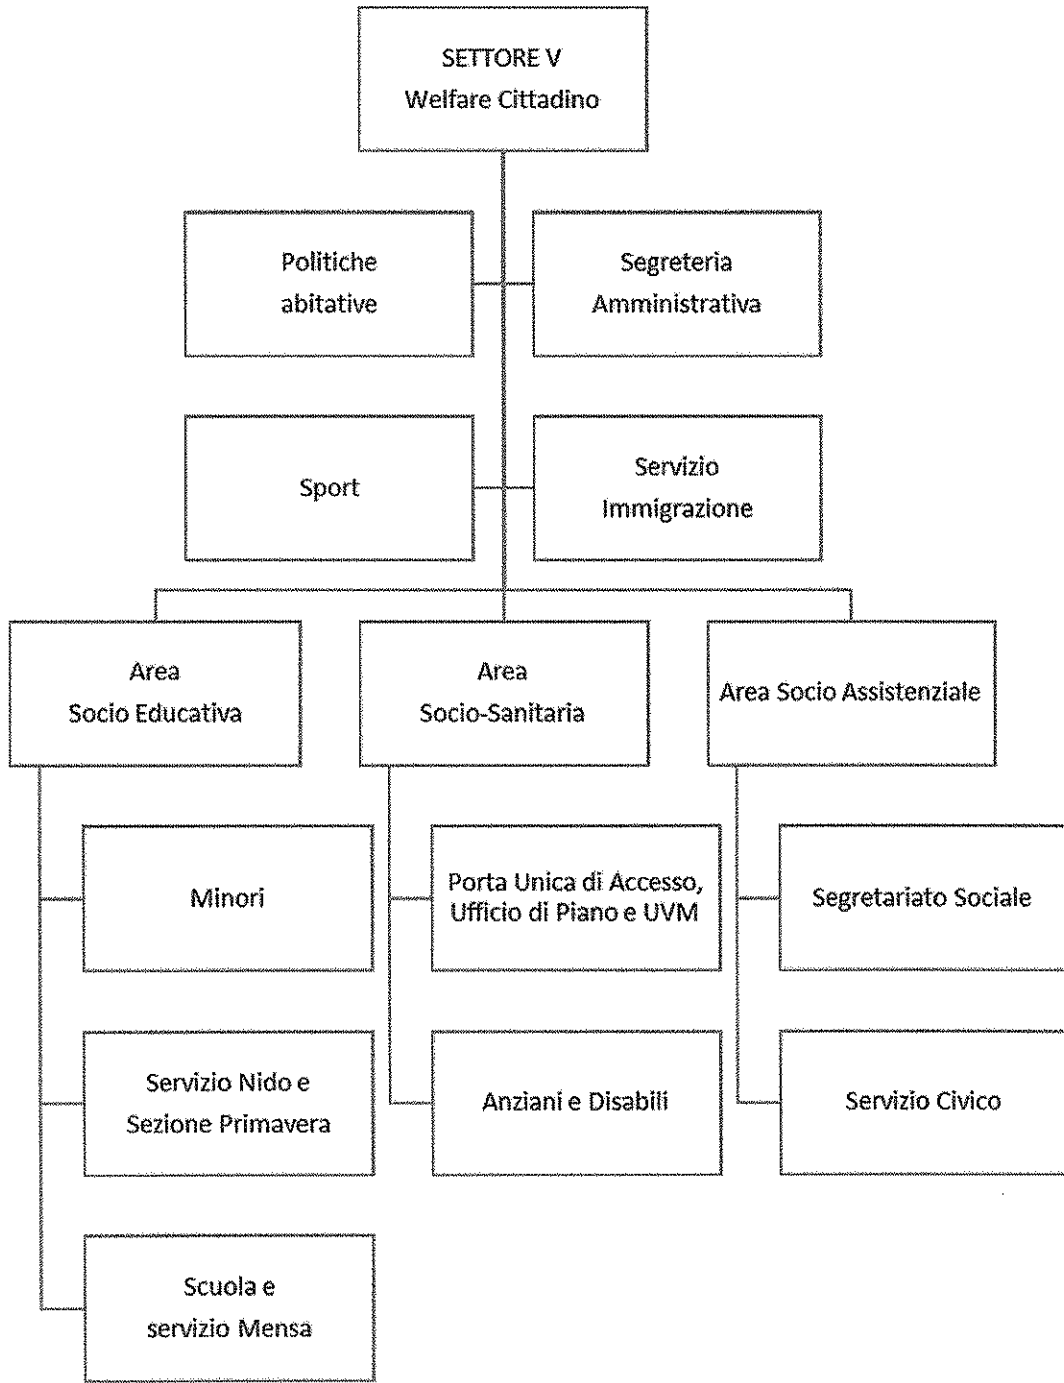 SETTORE V
Welfare Cittadino
Politiche
abitative
Segreteria
Amministrativa
Sport
Servizio
Immigrazione
Area
Socio Educativa
Area
Socio-Sanitaria
Area Socio Assistenziale
Minori
Porta Unica di Accesso,
Ufficio di Piano e UVM
Segretariato Sociale
Servizio Nido e
Sezione Primavera
Anziani e Disabili
Servizio Civico
Scuola e
servizio Mensa